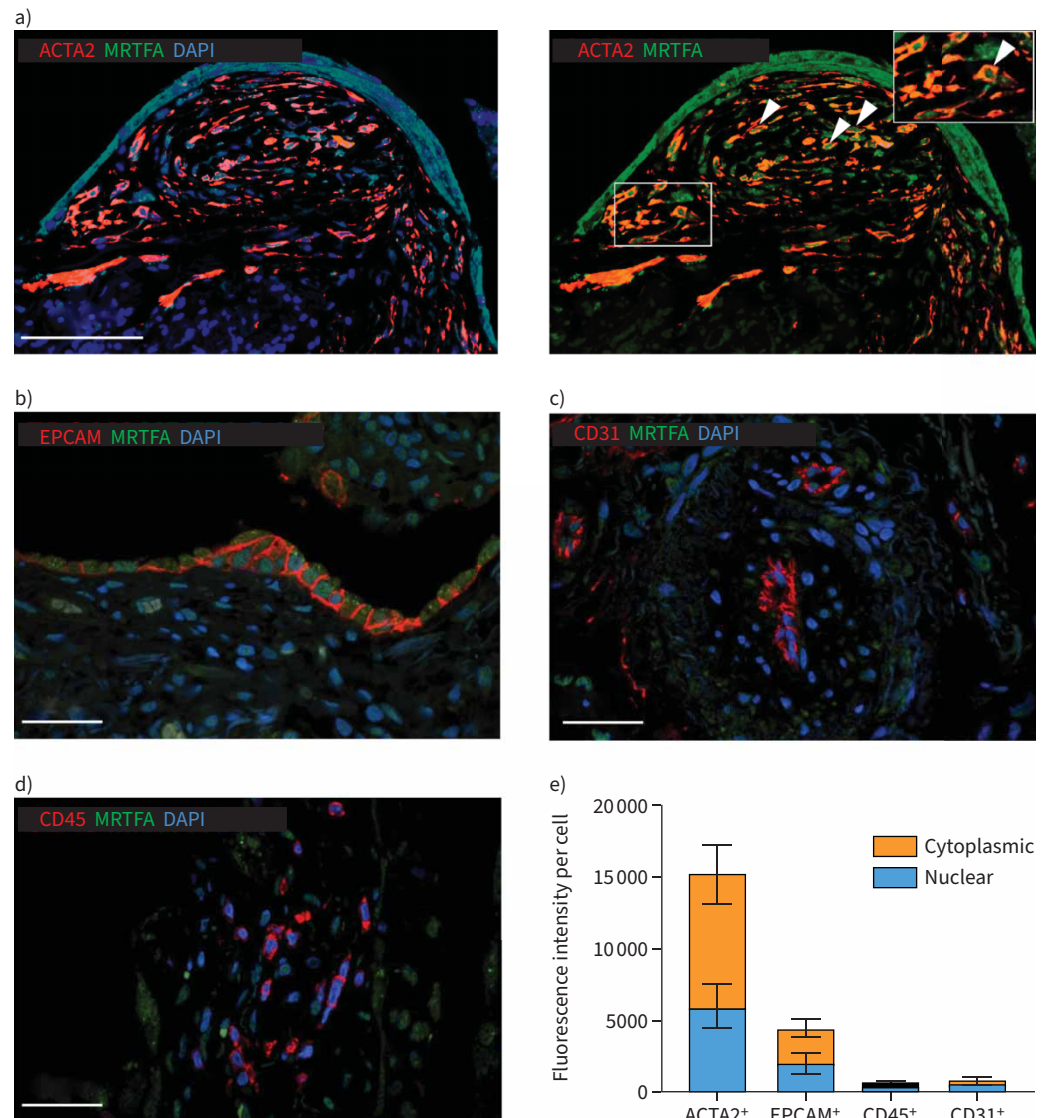 a)
ACTA2 MRTFA DAPI
ACTA2 MRTFA
b)
EPCAM MRTFA DAPI
c)
CD31 MRTFA DAPI
d)
CD45 MRTFA DAPI
e)
20 000
15 000
10 000
5000
0
Fluorescence intensity per cell
Cytoplasmic
Nuclear
ACTA2⁺ EPCAM⁺ CD45⁺ CD31⁺